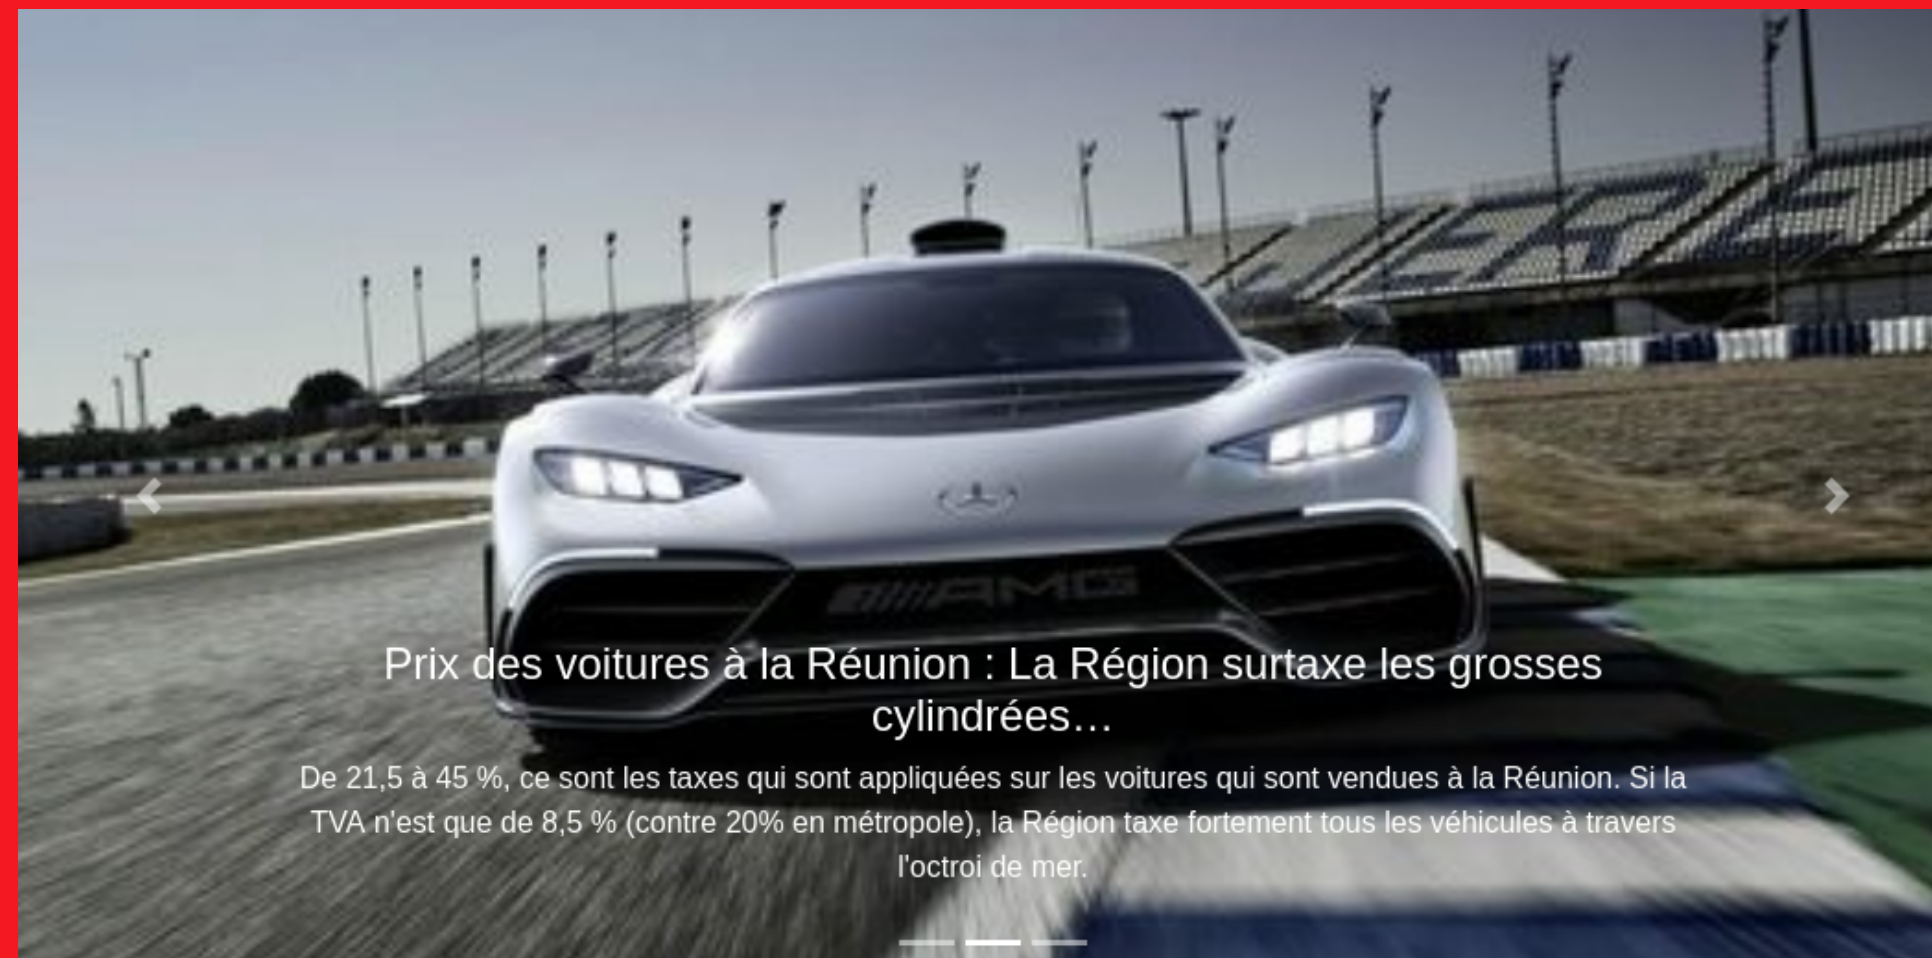 AMG
Prix des voitures à la Réunion : La Région surtaxe les grosses
cylindrées...
De 21,5 à 45 %, ce sont les taxes qui sont appliquées sur les voitures qui sont vendues à la Réunion. Si la
TVA n'est que de 8,5 % (contre 20% en métropole), la Région taxe fortement tous les véhicules à travers
l'octroi de mer.